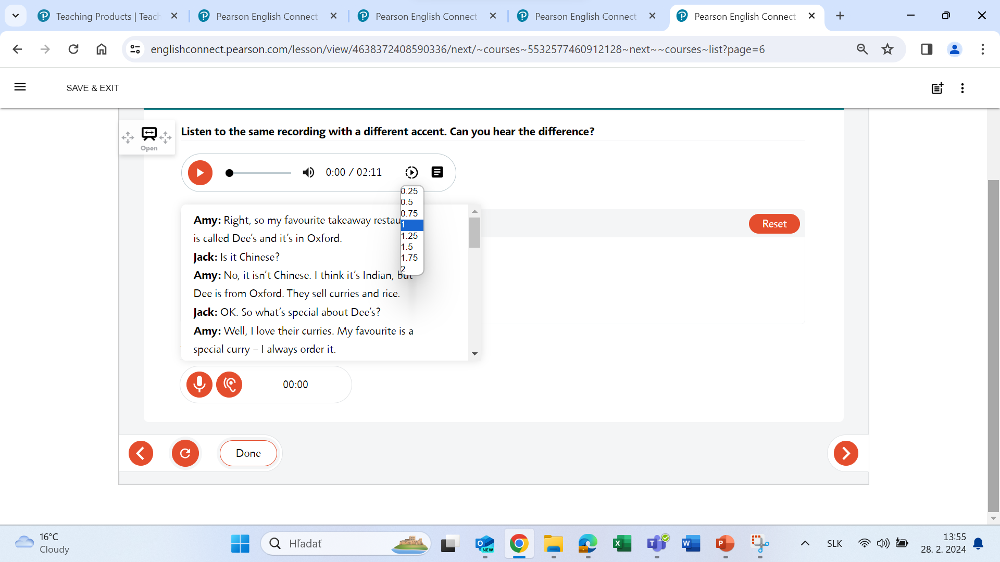 Teaching Products | Teach
Pearson English Connect
Pearson English Connect
Pearson English Connect
Pearson English Connect
englishconnect.pearson.com/lesson/view/4638372408590336/next/~courses~5532577460912128~next~~courses~list?page=6
SAVE & EXIT
Open
Listen to the same recording with a different accent. Can you hear the difference?
0:00 / 02:11
0.25
0.5
0.75
1
1.25
1.5
1.75
2
Amy: Right, so my favourite takeaway restau
is called Dee's and it's in Oxford.
Jack: Is it Chinese?
Amy: No, it isn't Chinese. I think it's Indian, but
Dee is from Oxford. They sell curries and rice.
Jack: OK. So what's special about Dee's?
Amy: Well, I love their curries. My favourite is a
special curry – I always order it.
Reset
00:00
Done
16°C
Cloudy
Hľadať
NEW
SLK
13:55
28. 2. 2024